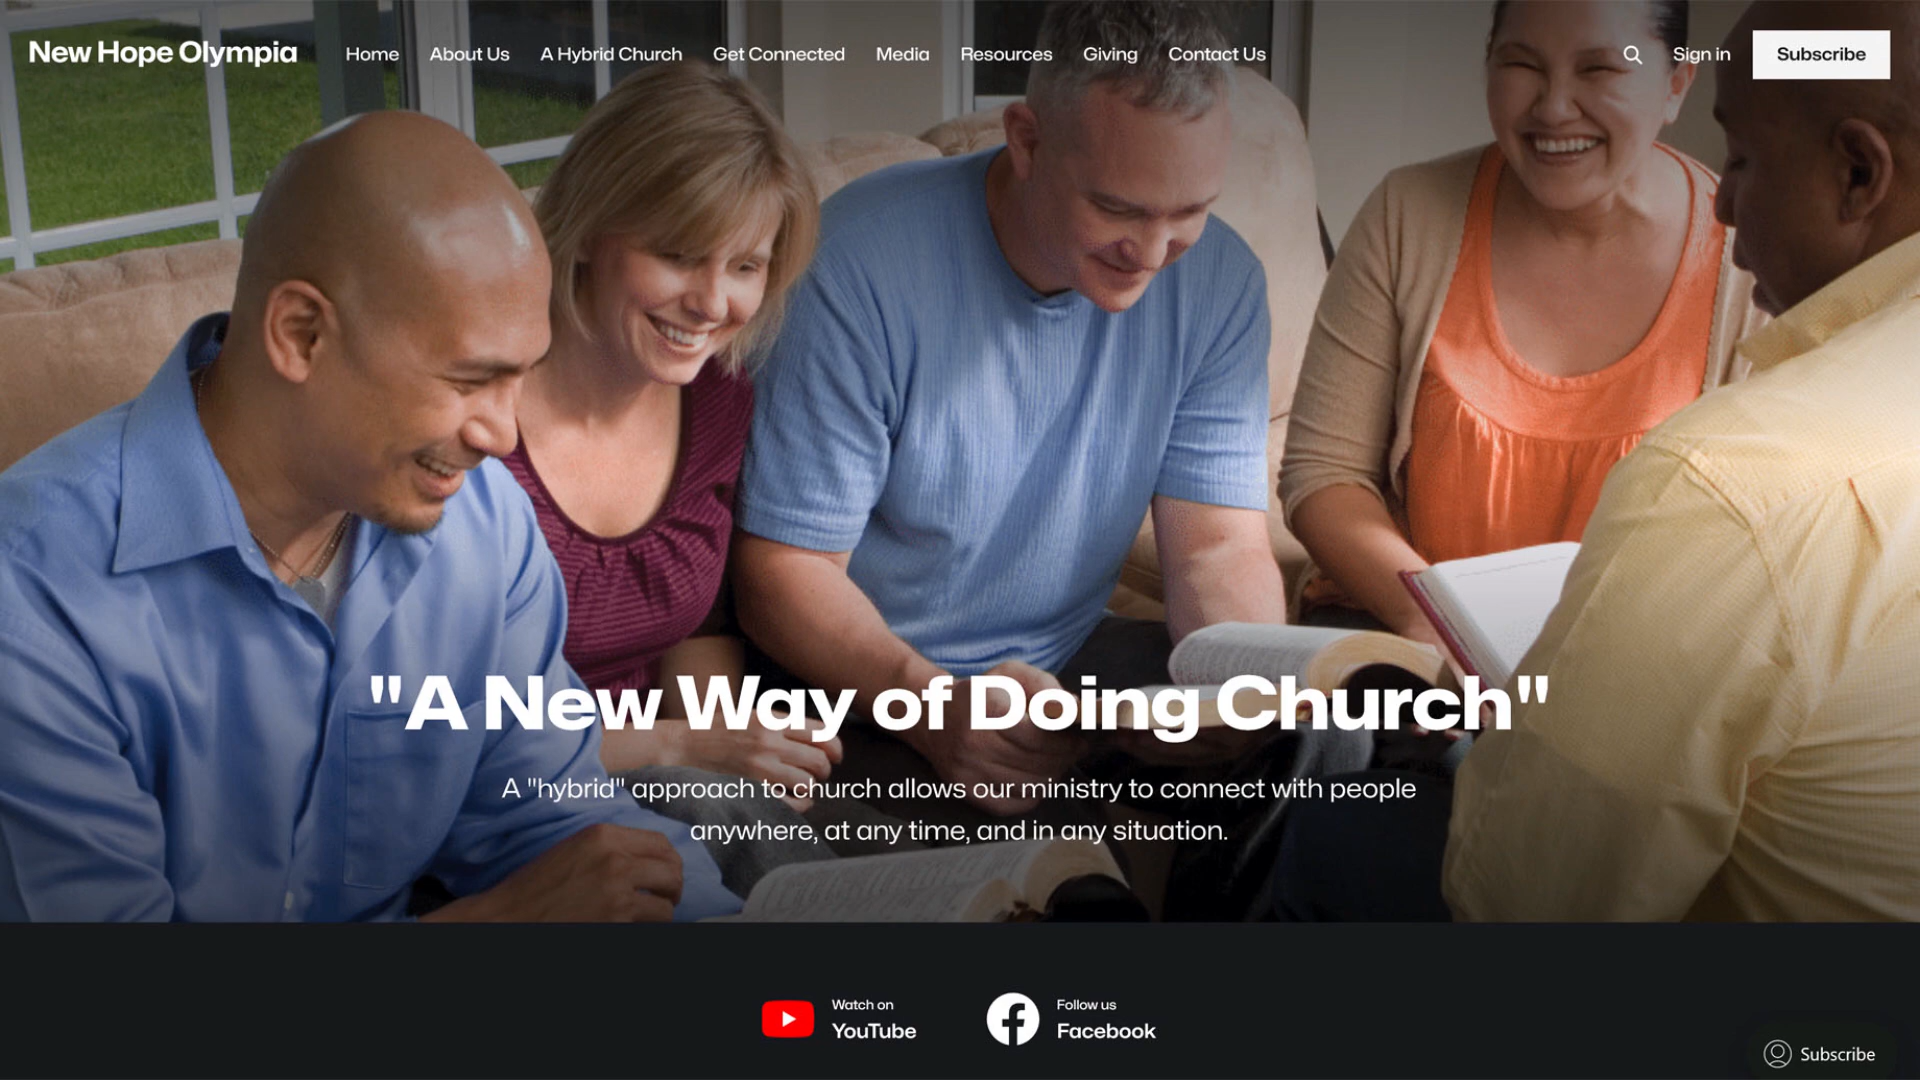 New Hope Olympia
Home About Us A Hybrid Church Get Connected Media Resources Giving Contact Us
Sign in Subscribe
"A New Way of Doing Church"
A "hybrid" approach to church allows our ministry to connect with people
anywhere, at any time, and in any situation.
Watch on
YouTube
Follow us
Facebook
Subscribe